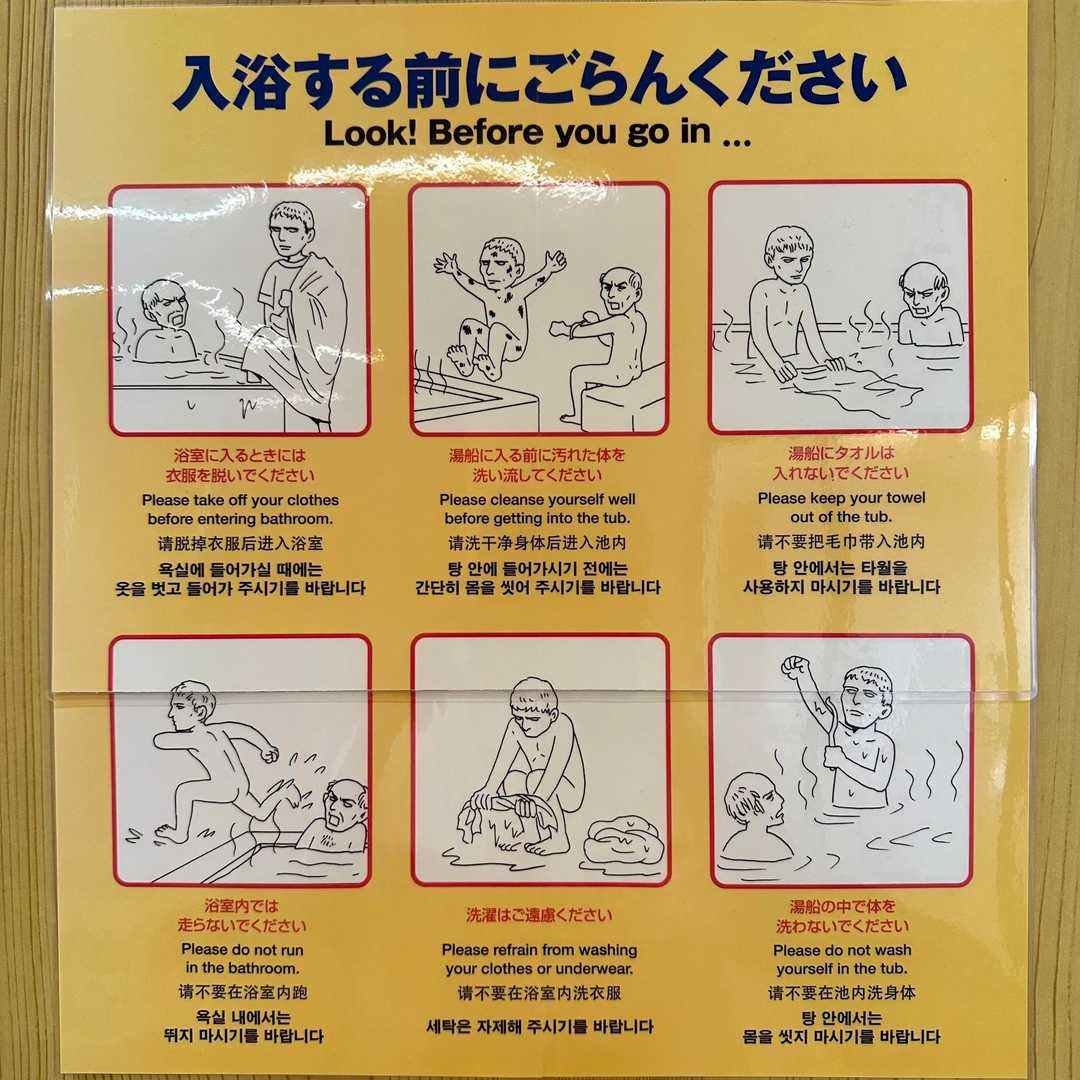 入浴する前にごらんください
Look! Before you go in ...
浴室に入るときには
衣服を脱いでください
Please take off your clothes
before entering bathroom.
请脱掉衣服后进入浴室
욕실에 들어가실 때에는
옷을 벗고 들어가 주시기를 바랍니다
湯船に入る前に汚れた体を
洗い流してください
Please cleanse yourself well
before getting into the tub.
请洗干净身体后进入池内
탕 안에 들어가시기 전에는
간단히 몸을 씻어 주시기를 바랍니다
湯船にタオルは
入れないでください
Please keep your towel
out of the tub.
请不要把毛巾带入池内
탕 안에서는 타월을
사용하지 마시기를 바랍니다
浴室内では
走らないでください
Please do not run
in the bathroom.
请不要在浴室内跑
욕실 내에서는
뛰지 마시기를 바랍니다
洗濯はご遠慮ください
Please refrain from washing
your clothes or underwear.
请不要在浴室内洗衣服
세탁은 자제해 주시기를 바랍니다
湯船の中で体を
洗わないでください
Please do not wash
yourself in the tub.
请不要在池内洗身体
탕 안에서는
몸을 씻지 마시기를 바랍니다